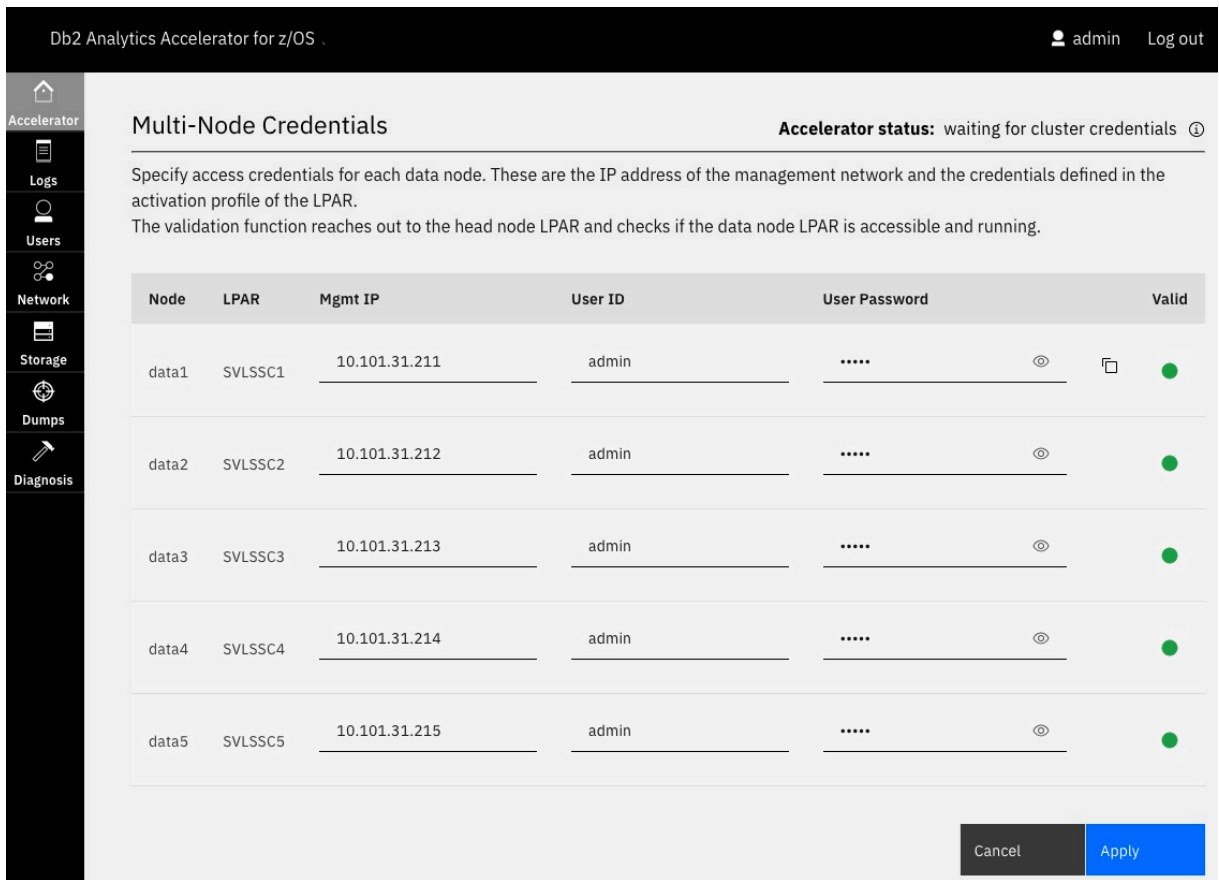 Db2 Analytics Accelerator for z/OS .
admin Log out
Accelerator
Logs
Users
Network
Storage
Dumps
Diagnosis
Multi-Node Credentials
Accelerator status: waiting for cluster credentials
Specify access credentials for each data node. These are the IP address of the management network and the credentials defined in the
activation profile of the LPAR.
The validation function reaches out to the head node LPAR and checks if the data node LPAR is accessible and running.
Node LPAR Mgmt IP User ID User Password Valid
data1 SVLSSC1 10.101.31.211 admin •••••
data2 SVLSSC2 10.101.31.212 admin •••••
data3 SVLSSC3 10.101.31.213 admin •••••
data4 SVLSSC4 10.101.31.214 admin •••••
data5 SVLSSC5 10.101.31.215 admin •••••
Cancel Apply